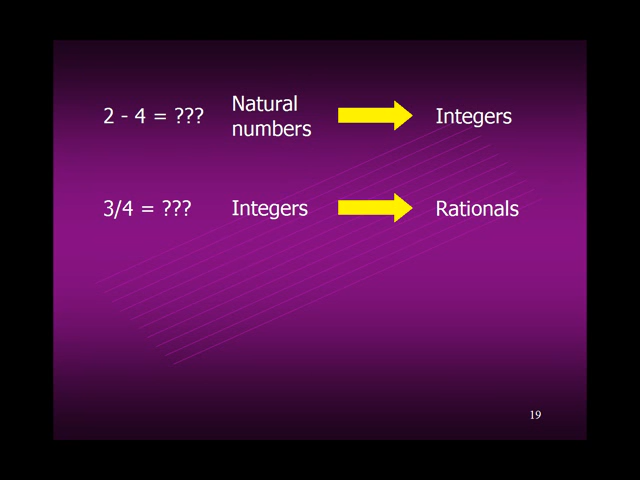 2 - 4 = ??? Natural numbers Integers
3/4 = ??? Integers Rationals
19